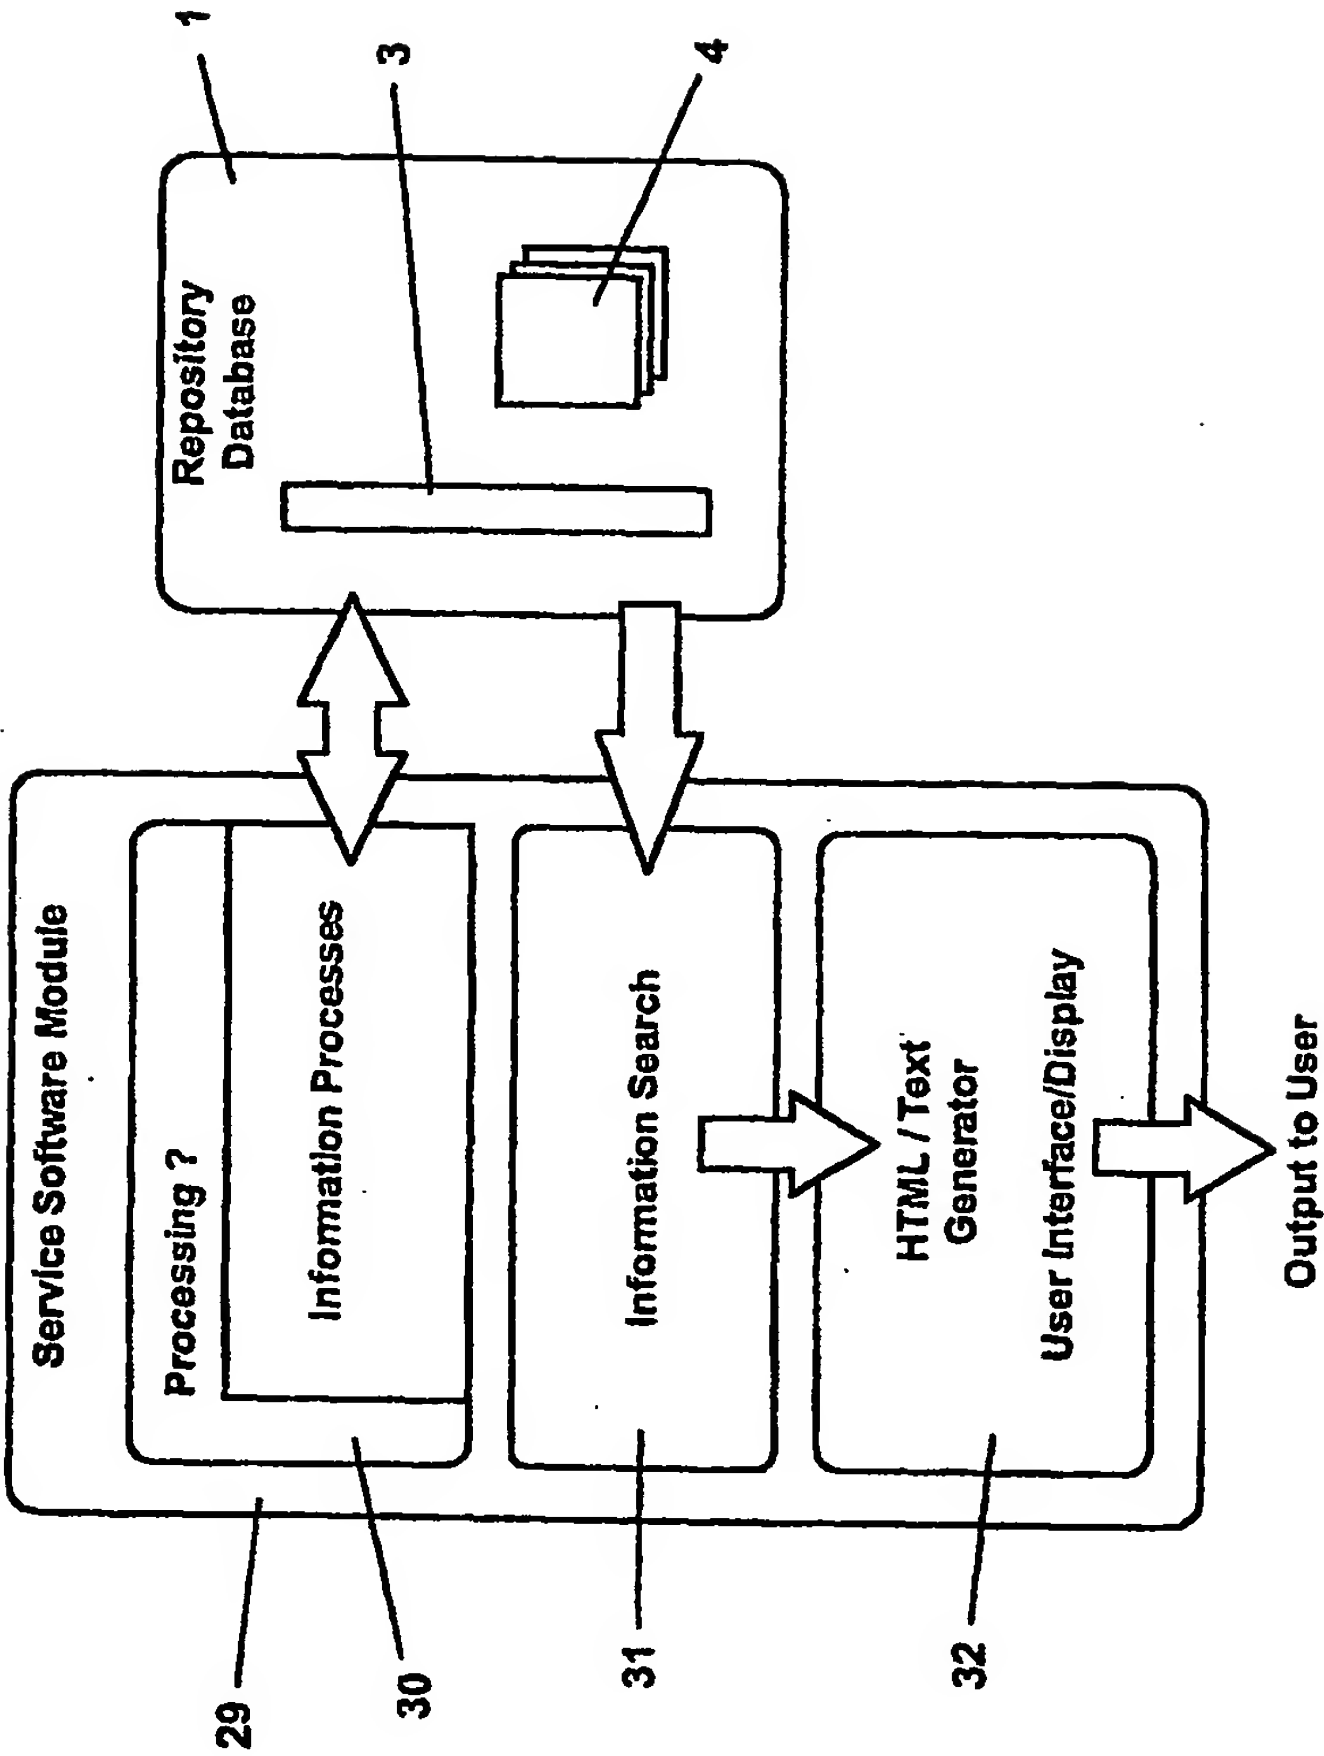 Service Software Module
Processing ?
Information Processes
Information Search
HTML / Text
Generator
User Interface/Display
Output to User
Repository
Database
1
3
4
29
30
31
32